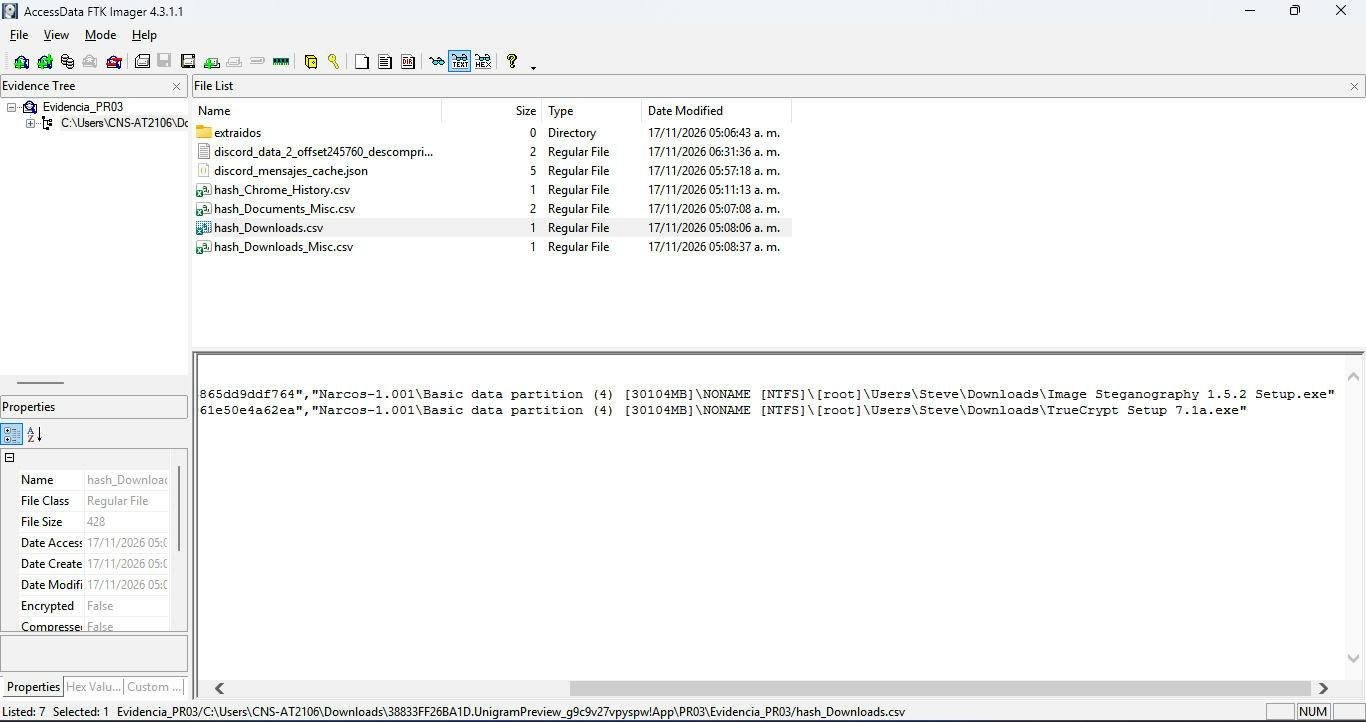 AccessData FTK Imager 4.3.1.1
File View Mode Help
Evidence Tree
Evidencia_PR03
C:\Users\CNS-AT2106\Dc
File List
Name Size Type Date Modified
extraidos 0 Directory 17/11/2026 05:06:43 a. m.
discord_data_2_offset245760_descompri... 2 Regular File 17/11/2026 06:31:36 a. m.
discord_mensajes_cache.json 5 Regular File 17/11/2026 05:57:18 a. m.
hash_Chrome_History.csv 1 Regular File 17/11/2026 05:11:13 a. m.
hash_Documents_Misc.csv 2 Regular File 17/11/2026 05:07:08 a. m.
hash_Downloads.csv 1 Regular File 17/11/2026 05:08:06 a. m.
hash_Downloads_Misc.csv 1 Regular File 17/11/2026 05:08:37 a. m.
865dd9ddf764","Narcos-1.001\Basic data partition (4) [30104MB]\NONAME [NTFS]\[root]\Users\Steve\Downloads\Image Steganography 1.5.2 Setup.exe"
61e50e4a62ea","Narcos-1.001\Basic data partition (4) [30104MB]\NONAME [NTFS]\[root]\Users\Steve\Downloads\TrueCrypt Setup 7.1a.exe"
Properties
Name hash_Downloac
File Class Regular File
File Size 428
Date Access 17/11/2026 05:0
Date Create 17/11/2026 05:0
Date Modifi 17/11/2026 05:0
Encrypted False
Compresse False
Properties Hex Valu... Custom ...
Listed: 7 Selected: 1 Evidencia_PR03/C:\Users\CNS-AT2106\Downloads\38833FF26BA1D.UnigramPreview_g9c9v27vpyspw!App\PR03\Evidencia_PR03/hash_Downloads.csv NUM